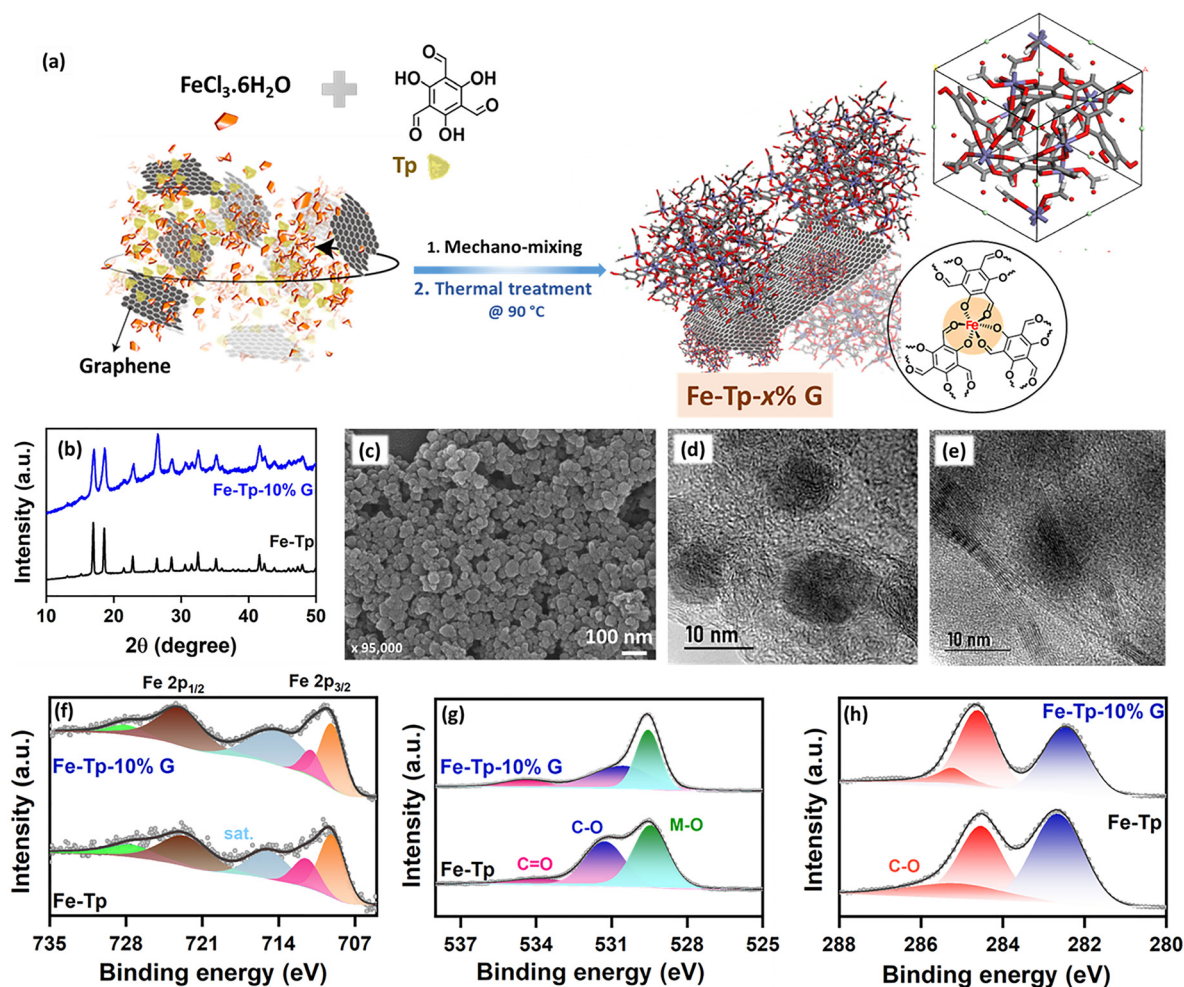 (a)
FeCl₃.6H₂O
O
OH
HO
O
O
OH
Tp
Graphene
1. Mechano-mixing
2. Thermal treatment
@ 90 °C
Fe-Tp-x% G
Fe
(b)
Intensity (a.u.)
Fe-Tp-10% G
Fe-Tp
10 20 30 40 50
2θ (degree)
(c)
x 95,000
100 nm
(d)
10 nm
(e)
10 nm
(f)
Fe 2p₁/₂
Fe 2p₃/₂
Intensity (a.u.)
Fe-Tp-10% G
sat.
Fe-Tp
735 728 721 714 707
Binding energy (eV)
(g)
Intensity (a.u.)
Fe-Tp-10% G
C-O
M-O
C=O
Fe-Tp
537 534 531 528 525
Binding energy (eV)
(h)
Intensity (a.u.)
Fe-Tp-10% G
Fe-Tp
C-O
288 286 284 282 280
Binding energy (eV)